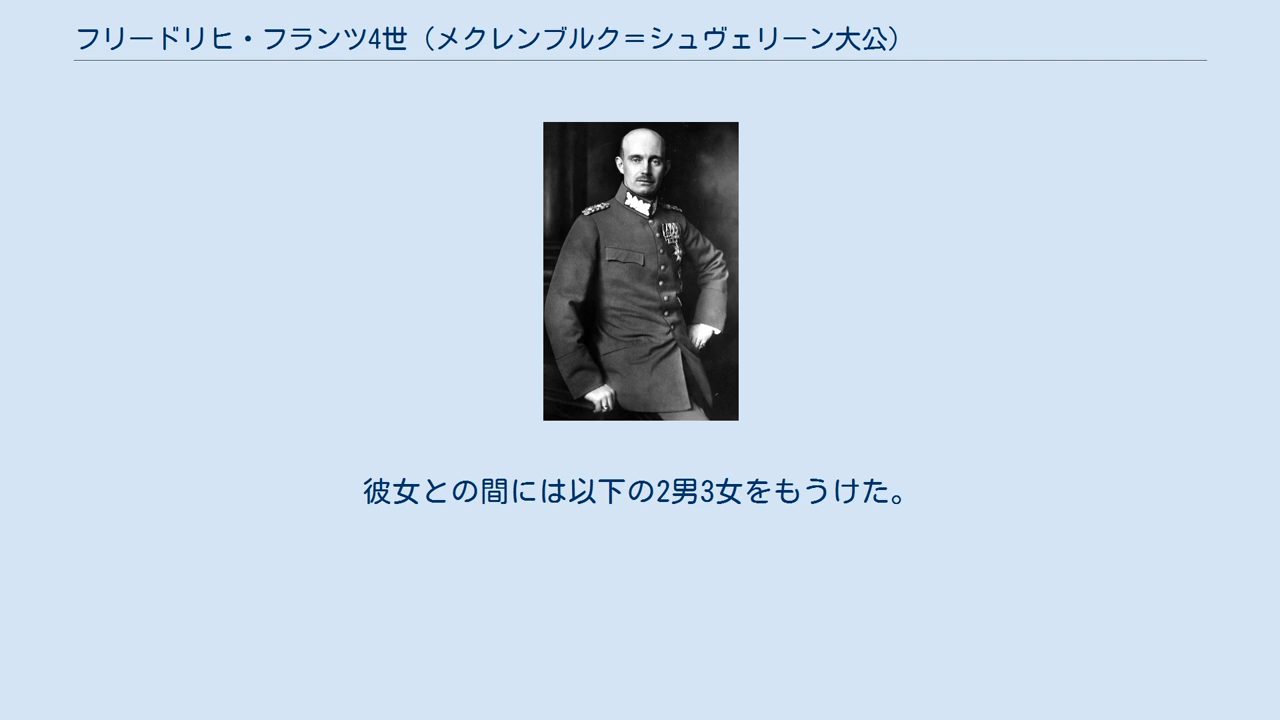 フリードリヒ・フランツ4世（メクレンブルク＝シュヴェリーン大公）
彼女との間には以下の2男3女をもうけた。